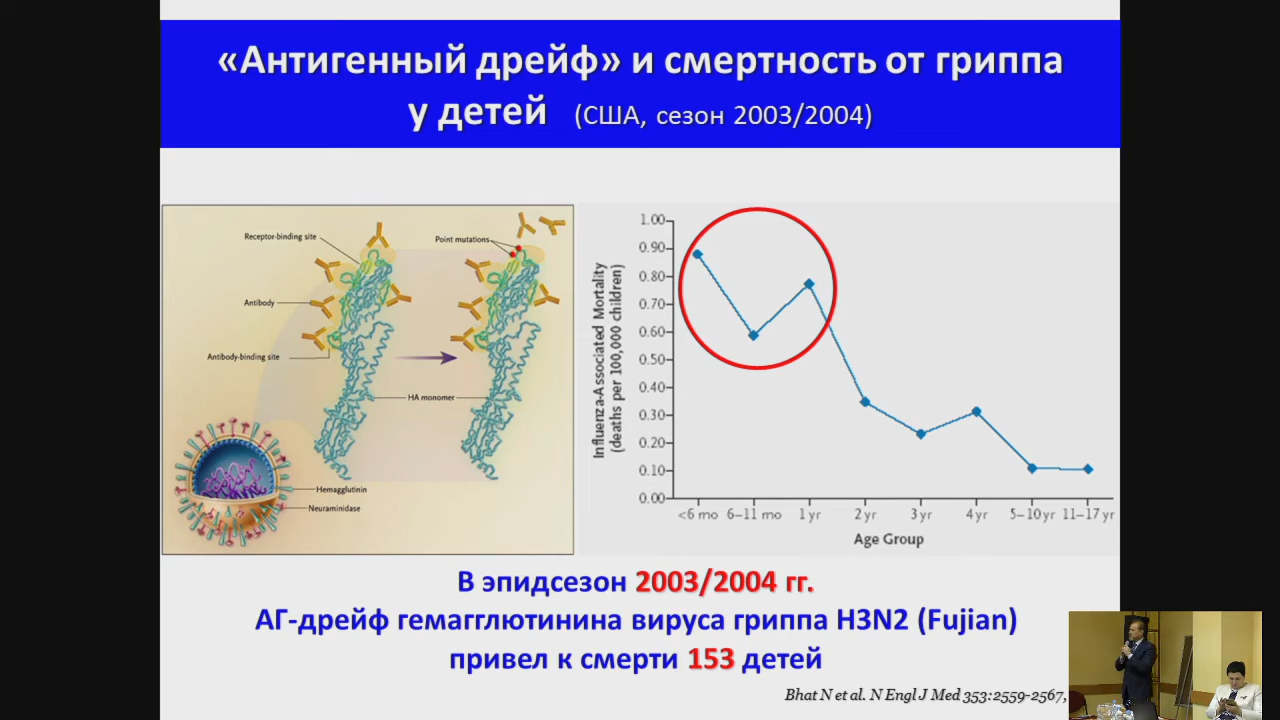 «Антигенный дрейф» и смертность от гриппа
у детей (США, сезон 2003/2004)
Receptor-binding site
Point mutations
Antibody
Antibody-binding site
HA monomer
Hemagglutinin
Neuraminidase
Influenza-Associated Mortality
(deaths per 100,000 children)
1.00
0.90
0.80
0.70
0.60
0.50
0.40
0.30
0.20
0.10
0.00
<6 mo 6–11 mo 1 yr 2 yr 3 yr 4 yr 5–10 yr 11–17 yr
Age Group
В эпидсезон 2003/2004 гг.
АГ-дрейф гемагглютинина вируса гриппа H3N2 (Fujian)
привел к смерти 153 детей
Bhat N et al. N Engl J Med 353:2559-2567,